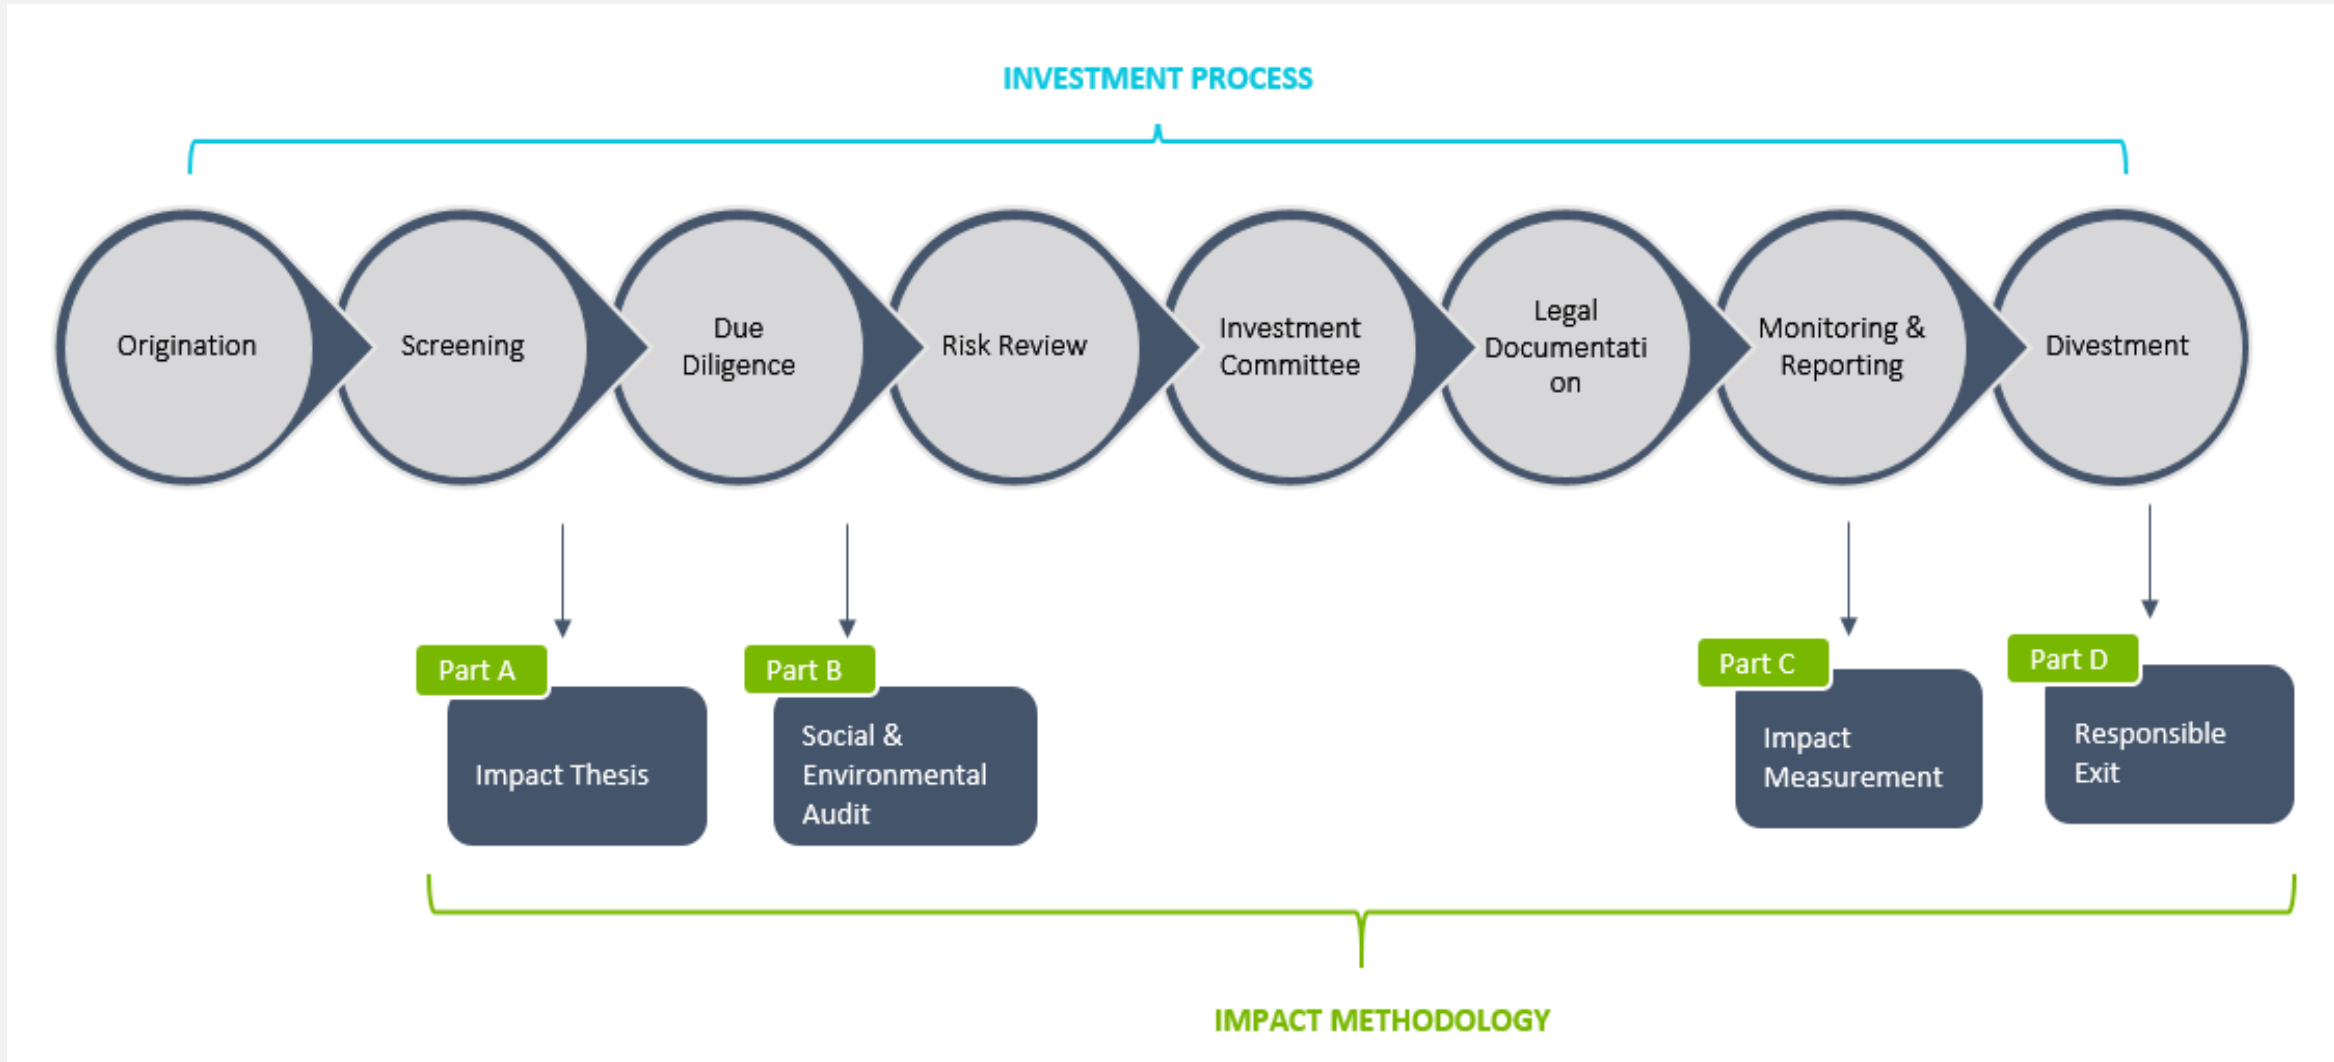 INVESTMENT PROCESS
Origination
Screening
Due
Diligence
Risk Review
Investment
Committee
Legal
Documentati
on
Monitoring &
Reporting
Divestment
Part A
Impact Thesis
Part B
Social &
Environmental
Audit
Part C
Impact
Measurement
Part D
Responsible
Exit
IMPACT METHODOLOGY